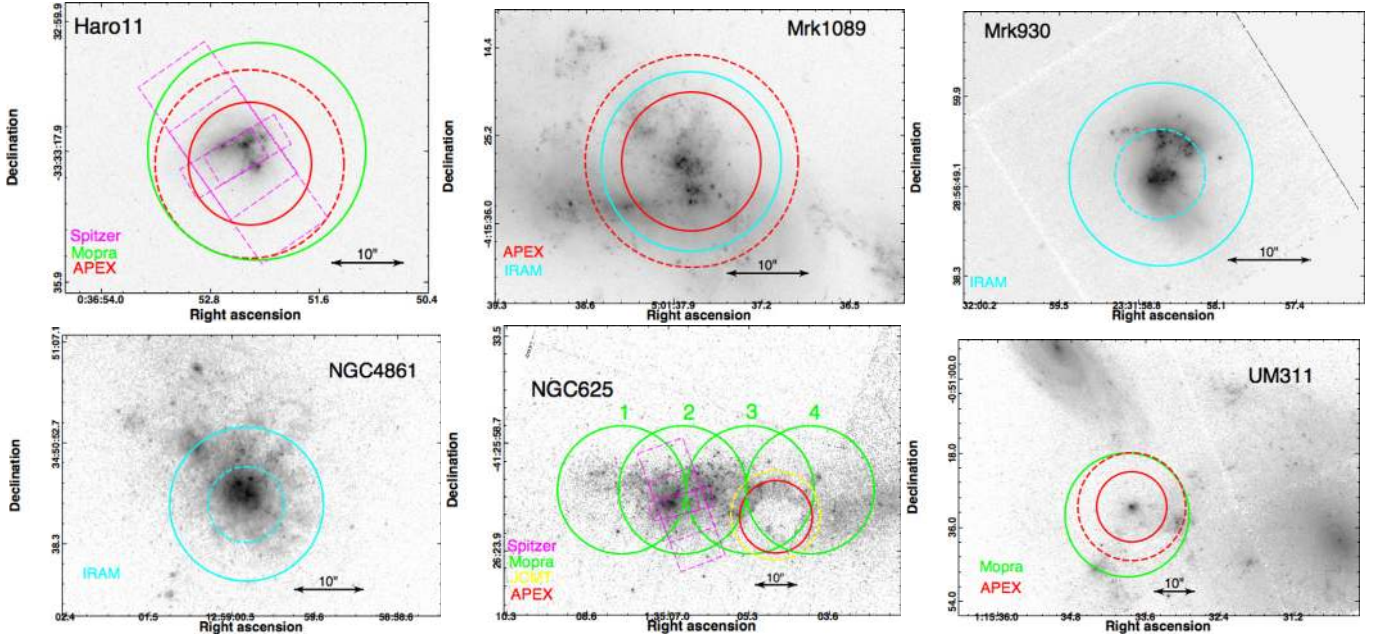 Haro11
Declination
32:59.9
-33:33:17.9
35.9
Spitzer
Mopra
APEX
10"
0:36:54.0 52.8 51.6 50.4
Right ascension
Mrk1089
Declination
14.4
25.2
-4:15:36.0
APEX
IRAM
10"
39.3 38.6 5:01:37.9 37.2 36.5
Right ascension
Mrk930
Declination
59.9
28:56:49.1
38.3
IRAM
10"
32:00.2 59.5 23:31:58.8 58.1 57.4
Right ascension
NGC4861
Declination
51:07.1
34:50:52.7
38.3
IRAM
10"
02.4 01.5 12:59:00.5 59.6 58:58.6
Right ascension
NGC625
Declination
33.5
-41:25:58.7
26:23.9
1 2 3 4
Spitzer
Mopra
JCMT
APEX
10"
10.3 08.6 1:35:07.0 05.3 03.6
Right ascension
UM311
Declination
-0:51:00.0
18.0
36.0
54.0
Mopra
APEX
10"
1:15:36.0 34.8 33.6 32.4 31.2
Right ascension